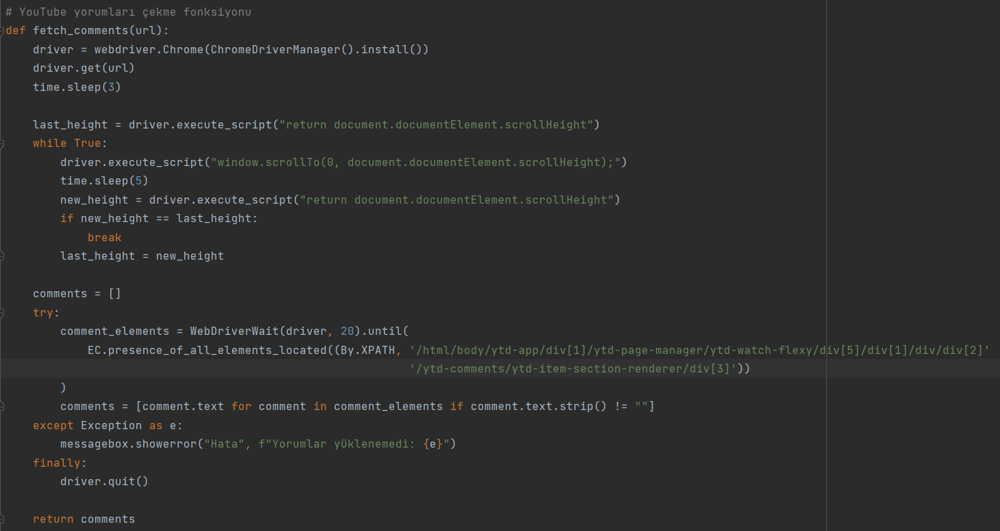 # YouTube yorumları çekme fonksiyonu
def fetch_comments(url):
    driver = webdriver.Chrome(ChromeDriverManager().install())
    driver.get(url)
    time.sleep(3)

    last_height = driver.execute_script("return document.documentElement.scrollHeight")
    while True:
        driver.execute_script("window.scrollTo(0, document.documentElement.scrollHeight);")
        time.sleep(5)
        new_height = driver.execute_script("return document.documentElement.scrollHeight")
        if new_height == last_height:
            break
        last_height = new_height

    comments = []
    try:
        comment_elements = WebDriverWait(driver, 20).until(
            EC.presence_of_all_elements_located((By.XPATH, '/html/body/ytd-app/div[1]/ytd-page-manager/ytd-watch-flexy/div[5]/div[1]/div/div[2]'
                                                           '/ytd-comments/ytd-item-section-renderer/div[3]'))
        )
        comments = [comment.text for comment in comment_elements if comment.text.strip() != ""]
    except Exception as e:
        messagebox.showerror("Hata", f"Yorumlar yüklenemedi: {e}")
    finally:
        driver.quit()

    return comments